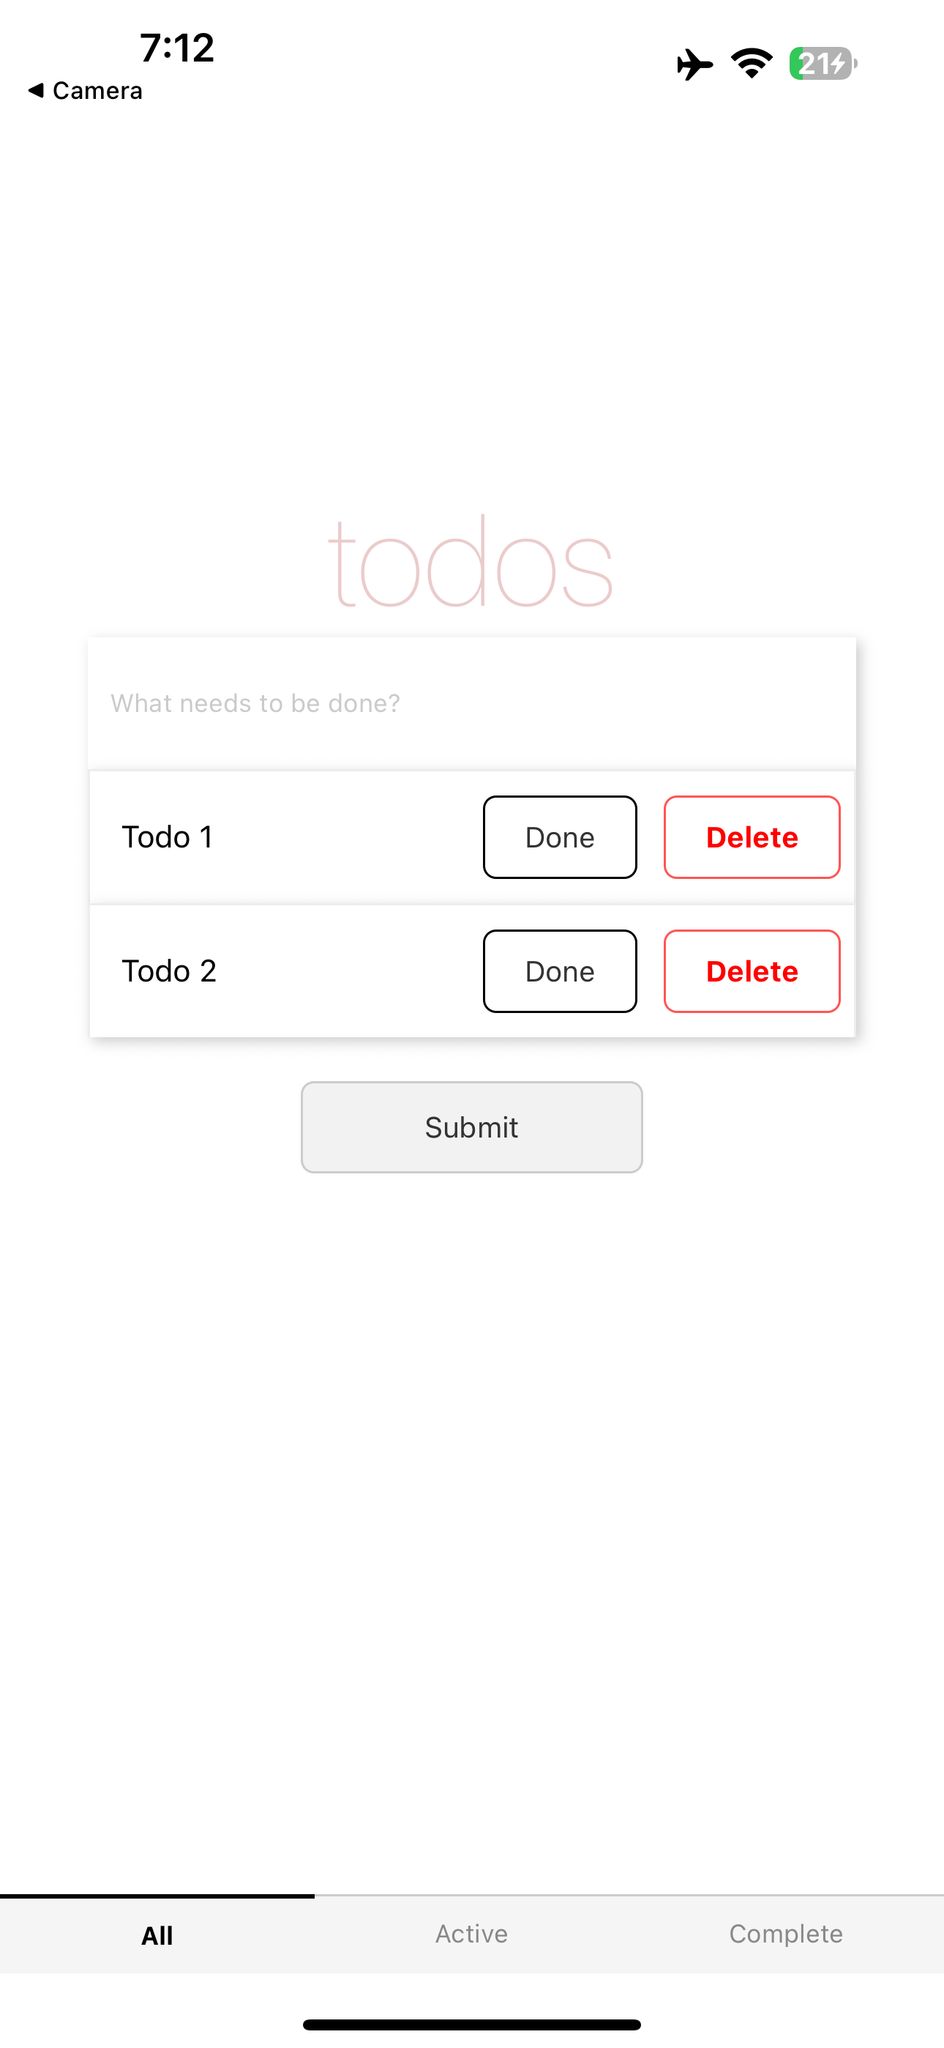 7:12
21
◀ Camera
todos
What needs to be done?
Todo 1 Done Delete
Todo 2 Done Delete
Submit
All Active Complete